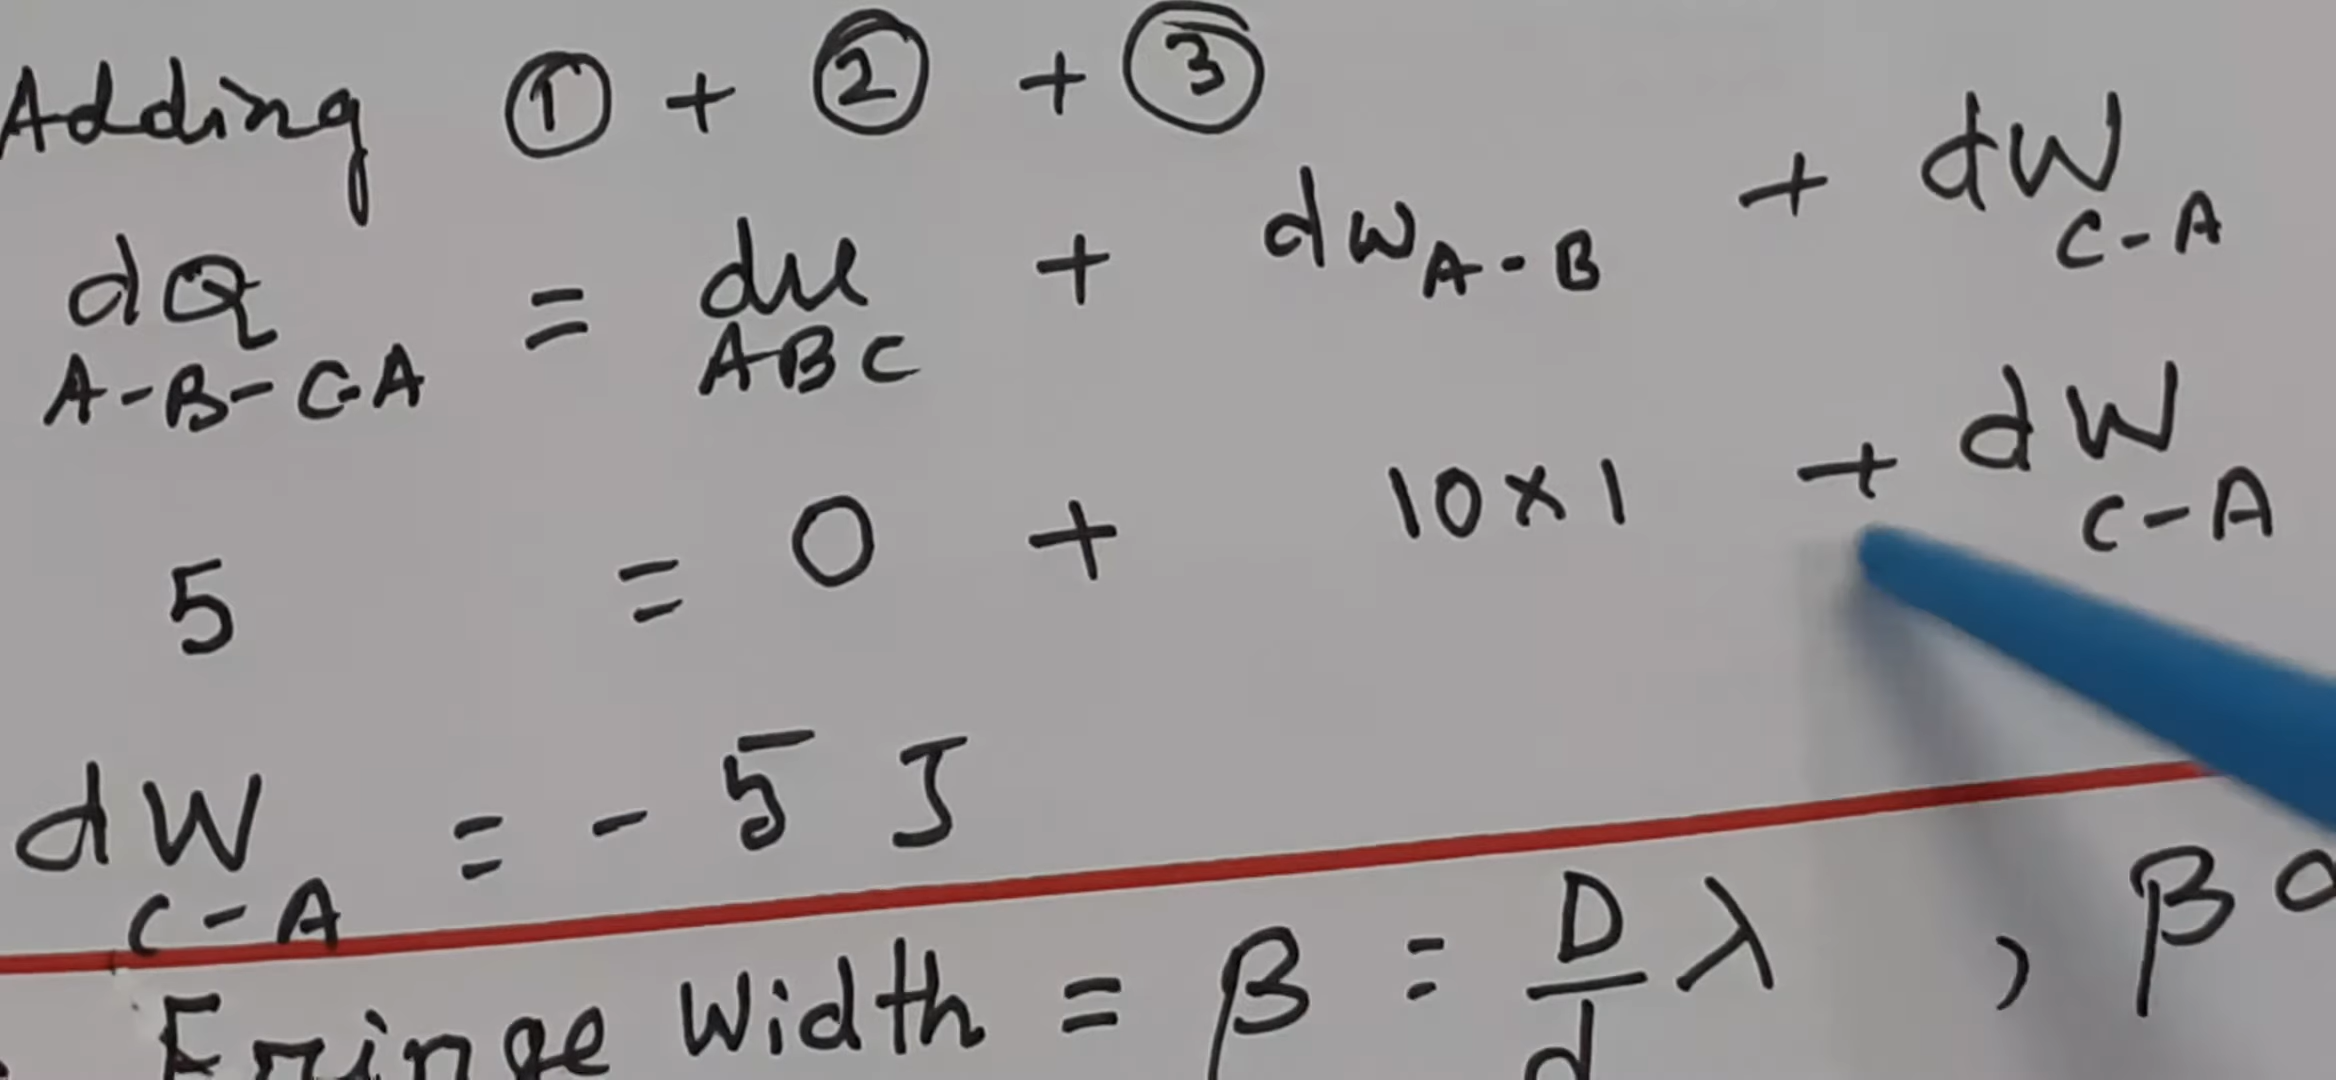 Adding ① + ② + ③
dQ A-B-C-A = du ABC + dw A-B + dW C-A
5 = 0 + 10 × 1 + dW C-A
dW C-A = - 5 J
Fringe Width = β = D/d λ , β